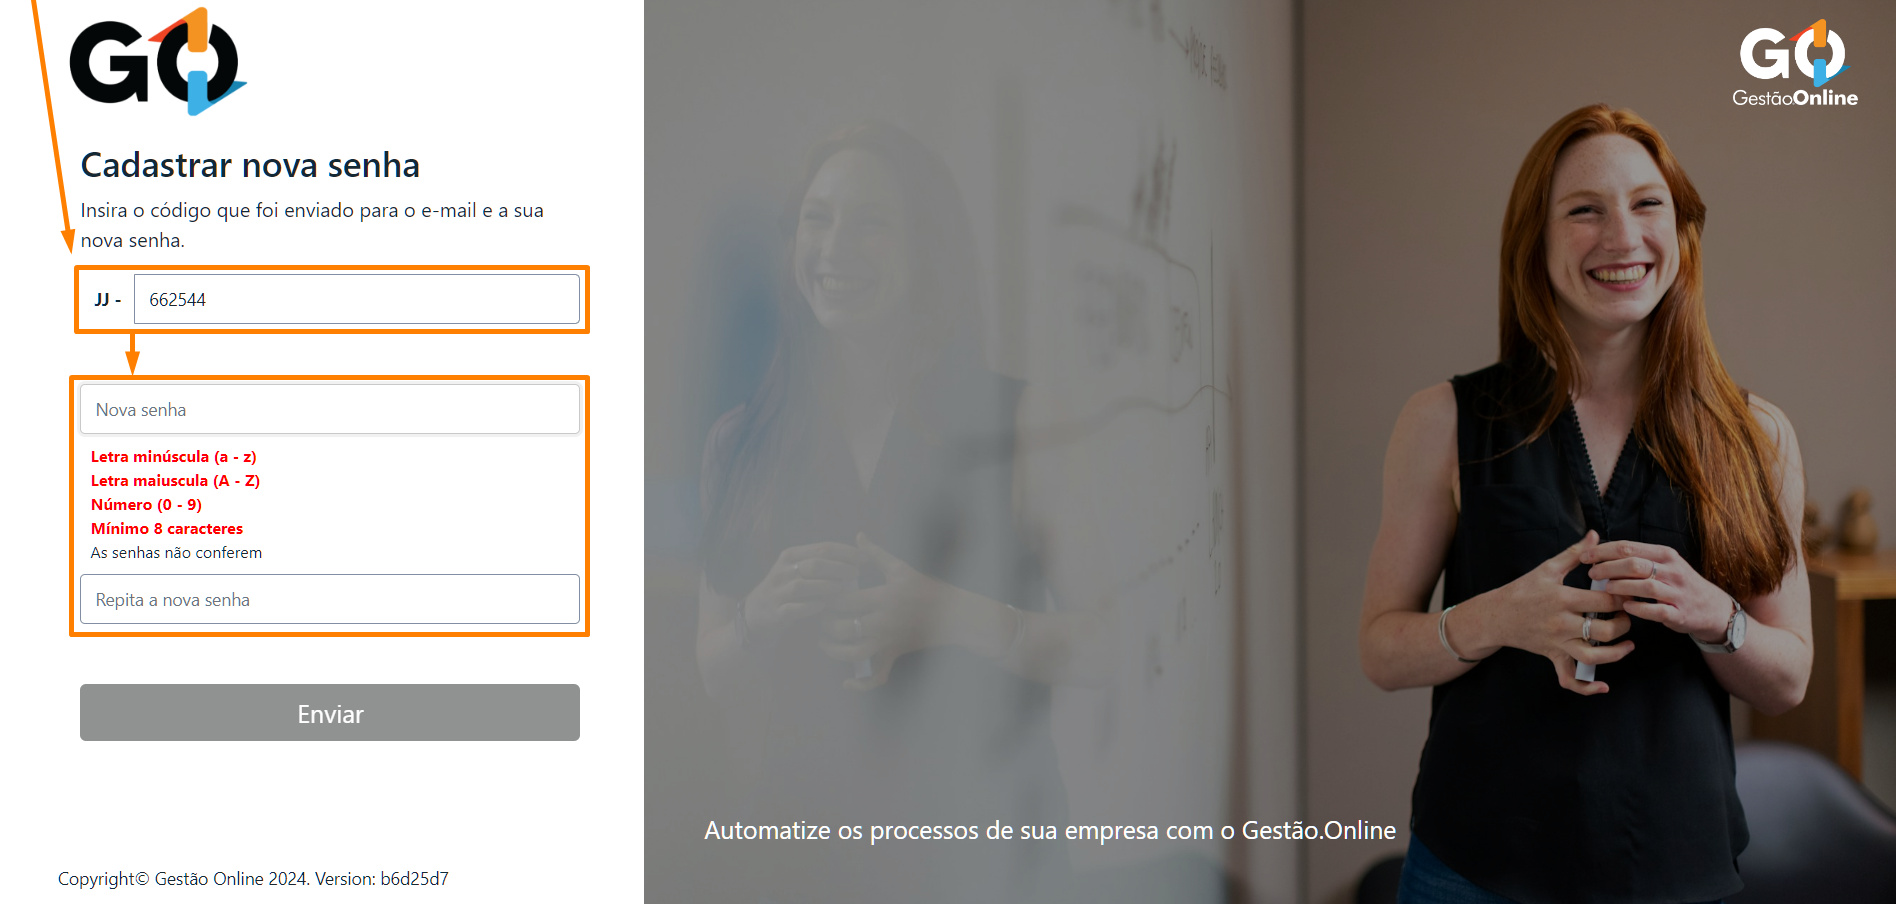 GO
Cadastrar nova senha
Insira o código que foi enviado para o e-mail e a sua
nova senha.
JJ -
662544
Nova senha
Letra minúscula (a - z)
Letra maiuscula (A - Z)
Número (0 - 9)
Mínimo 8 caracteres
As senhas não conferem
Repita a nova senha
Enviar
Copyright© Gestão Online 2024. Version: b6d25d7
GO
Gestão.Online
Automatize os processos de sua empresa com o Gestão.Online